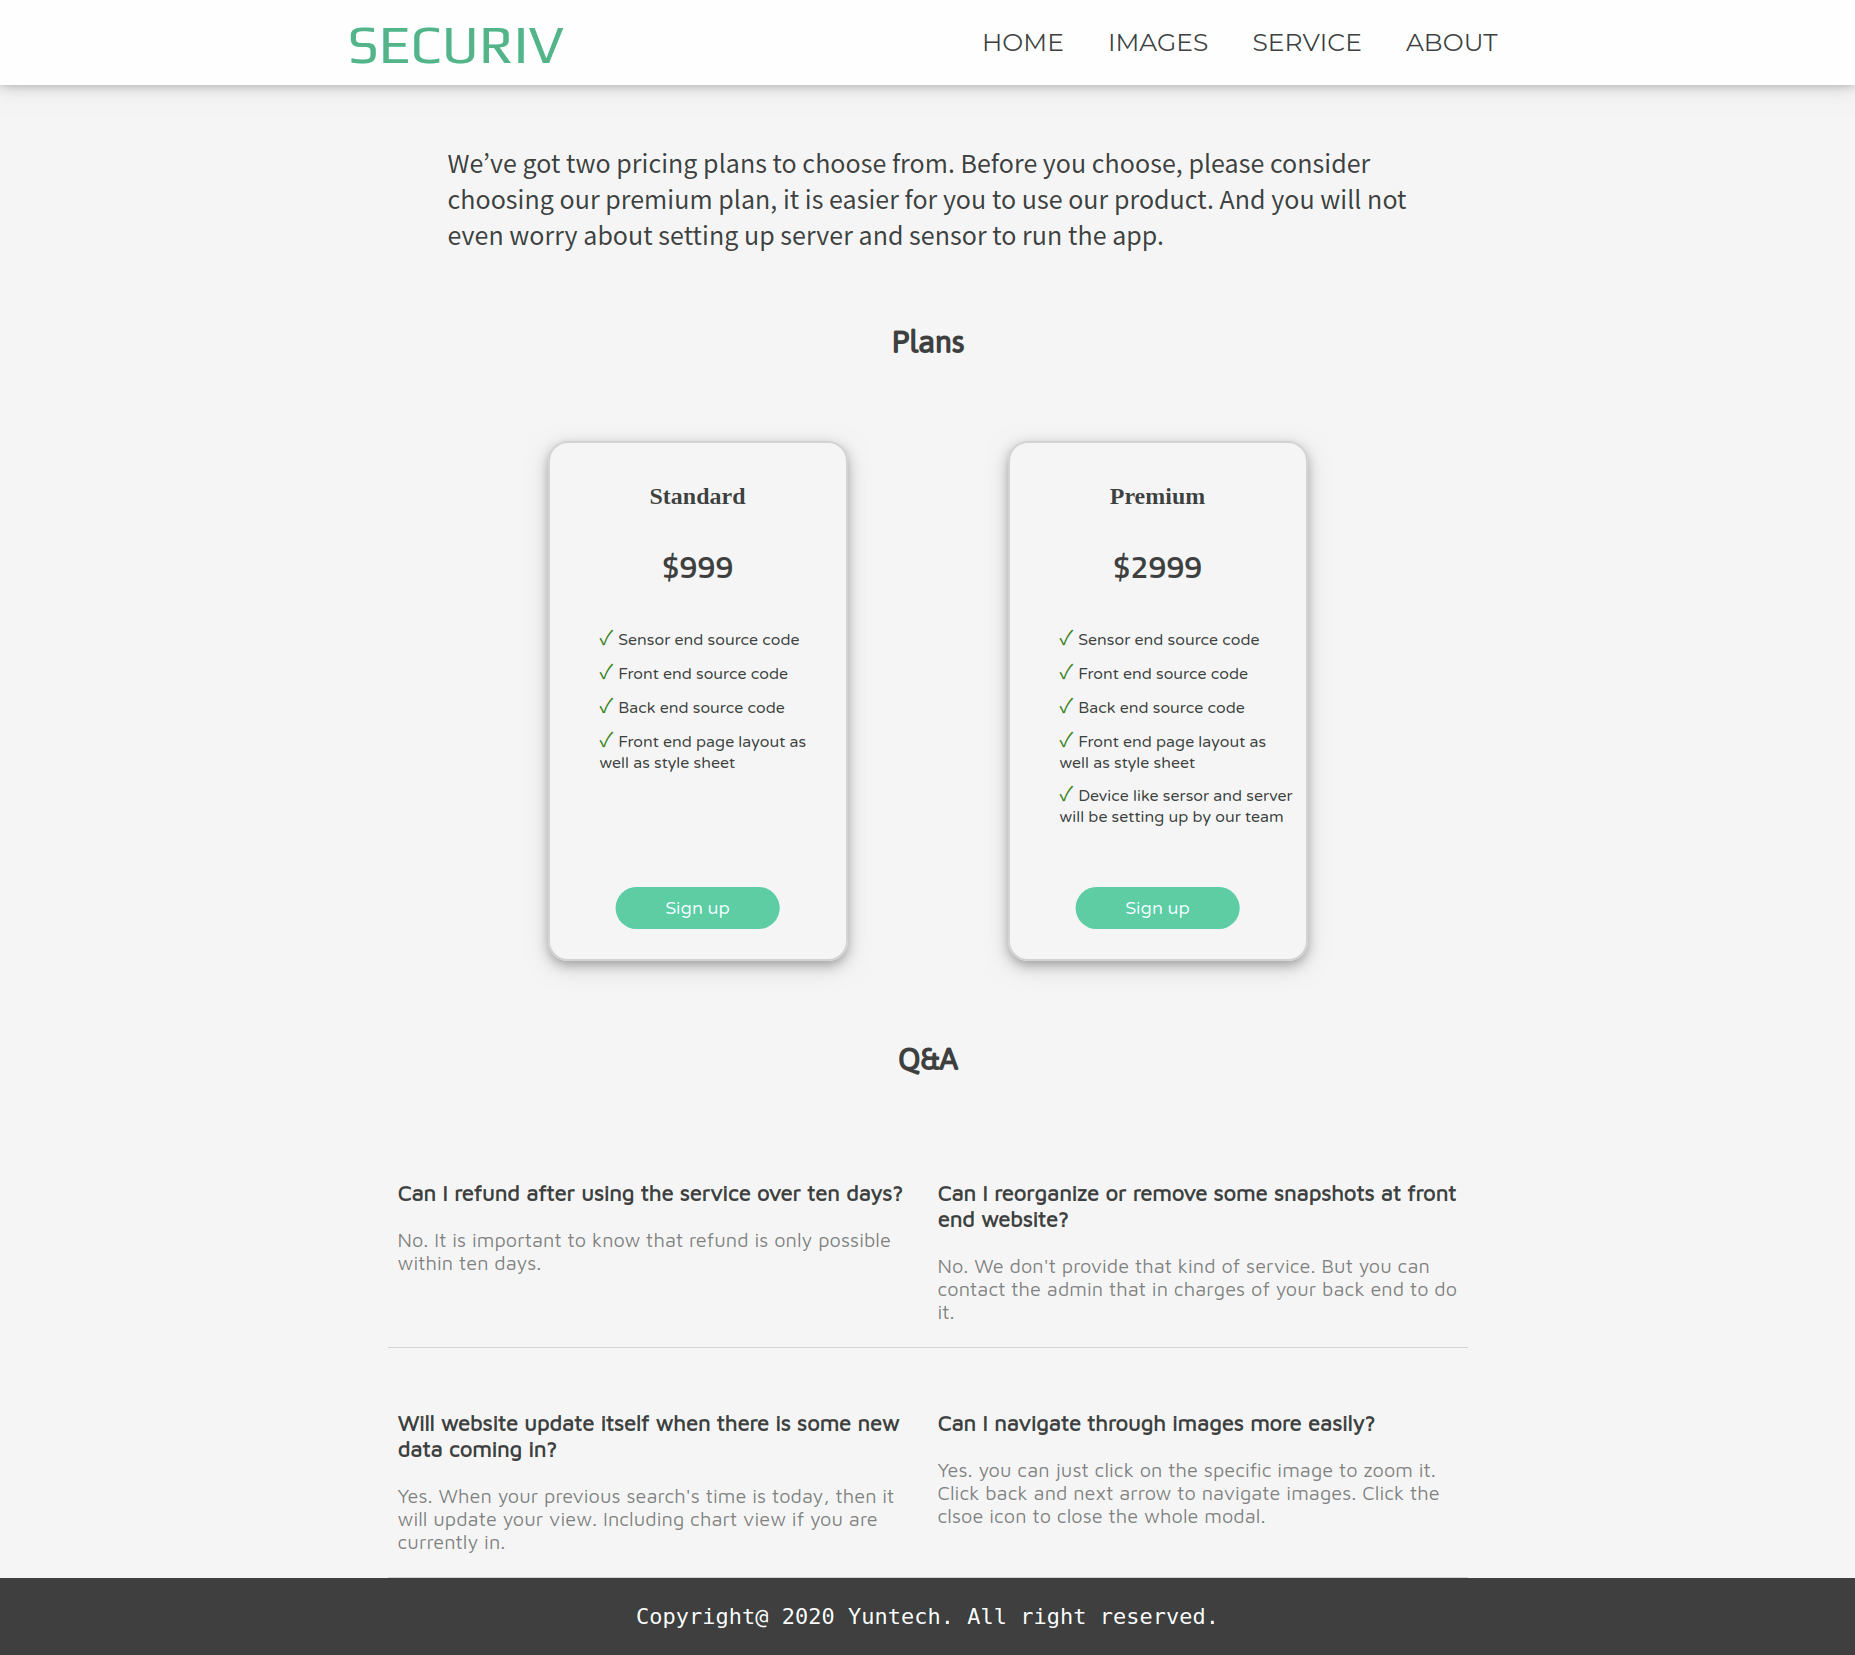 SECURIV
HOME IMAGES SERVICE ABOUT
We’ve got two pricing plans to choose from. Before you choose, please consider
choosing our premium plan, it is easier for you to use our product. And you will not
even worry about setting up server and sensor to run the app.
Plans
Standard
$999
✓ Sensor end source code
✓ Front end source code
✓ Back end source code
✓ Front end page layout as
well as style sheet
Sign up
Premium
$2999
✓ Sensor end source code
✓ Front end source code
✓ Back end source code
✓ Front end page layout as
well as style sheet
✓ Device like sersor and server
will be setting up by our team
Sign up
Q&A
Can I refund after using the service over ten days?
No. It is important to know that refund is only possible
within ten days.
Can I reorganize or remove some snapshots at front
end website?
No. We don't provide that kind of service. But you can
contact the admin that in charges of your back end to do
it.
Will website update itself when there is some new
data coming in?
Yes. When your previous search's time is today, then it
will update your view. Including chart view if you are
currently in.
Can I navigate through images more easily?
Yes. you can just click on the specific image to zoom it.
Click back and next arrow to navigate images. Click the
clsoe icon to close the whole modal.
Copyright@ 2020 Yuntech. All right reserved.